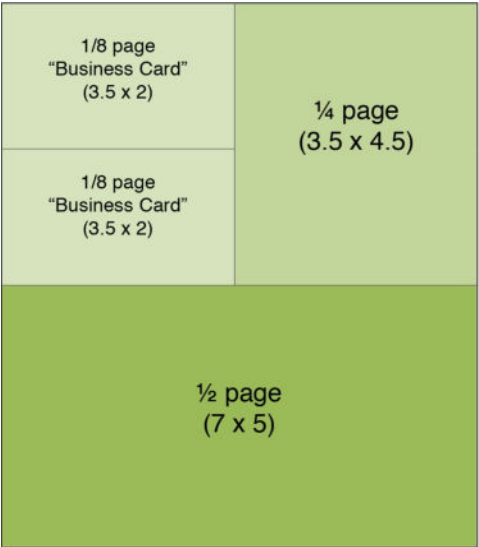 1/8 page
“Business Card”
(3.5 x 2)
¼ page
(3.5 x 4.5)
1/8 page
“Business Card”
(3.5 x 2)
½ page
(7 x 5)